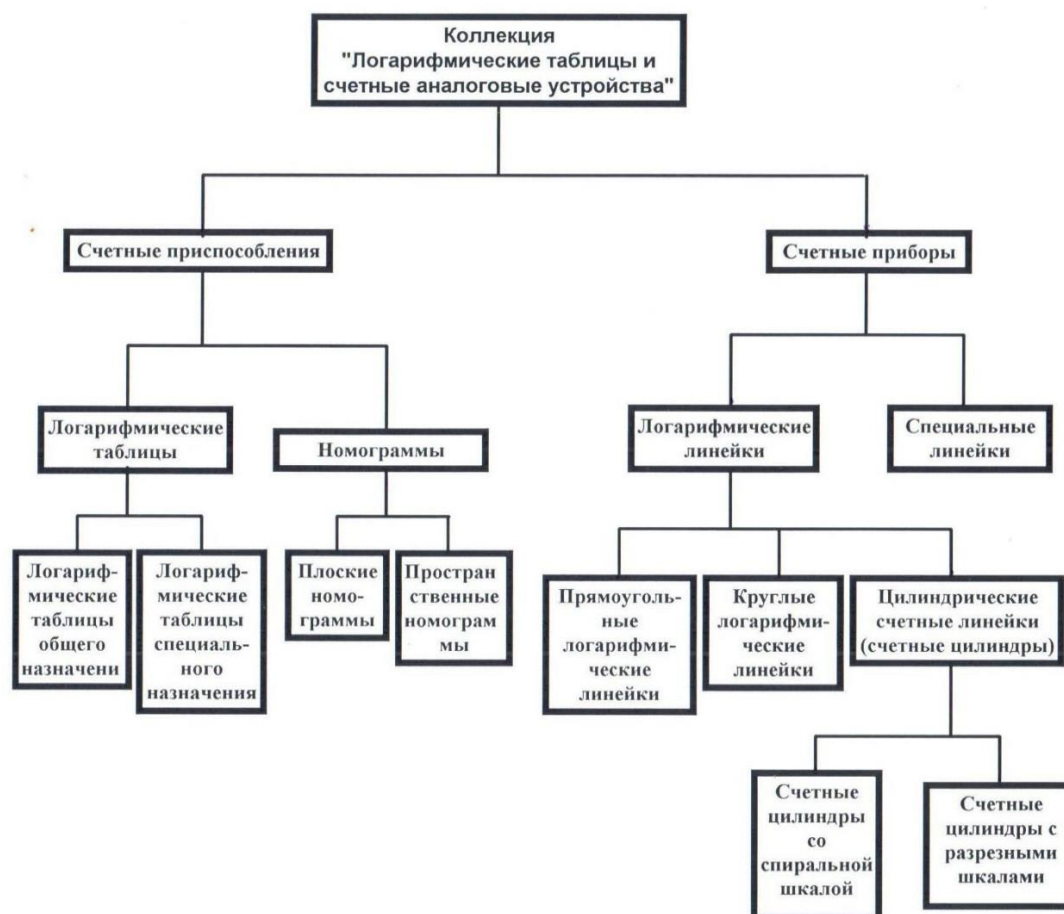 Коллекция
"Логарифмические таблицы и
счетные аналоговые устройства"
Счетные приспособления
Счетные приборы
Логарифмические
таблицы
Номограммы
Логарифмические
линейки
Специальные
линейки
Логариф-
мические
таблицы
общего
назначени
Логариф-
мические
таблицы
специаль-
ного
назначения
Плоские
номо-
граммы
Простран
ственные
номограм
мы
Прямоуголь-
ные
логарифми-
ческие
линейки
Круглые
логарифми-
ческие
линейки
Цилиндрические
счетные линейки
(счетные цилиндры)
Счетные
цилиндры
со
спиральной
шкалой
Счетные
цилиндры с
разрезными
шкалами